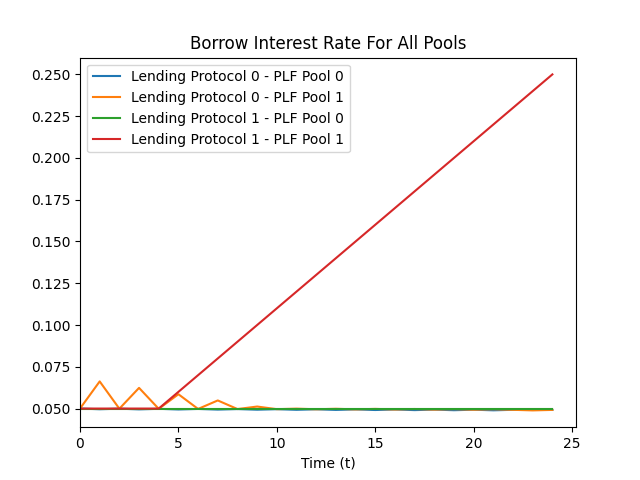 Borrow Interest Rate For All Pools
Lending Protocol 0 - PLF Pool 0
Lending Protocol 0 - PLF Pool 1
Lending Protocol 1 - PLF Pool 0
Lending Protocol 1 - PLF Pool 1
0.250
0.225
0.200
0.175
0.150
0.125
0.100
0.075
0.050
0 5 10 15 20 25
Time (t)